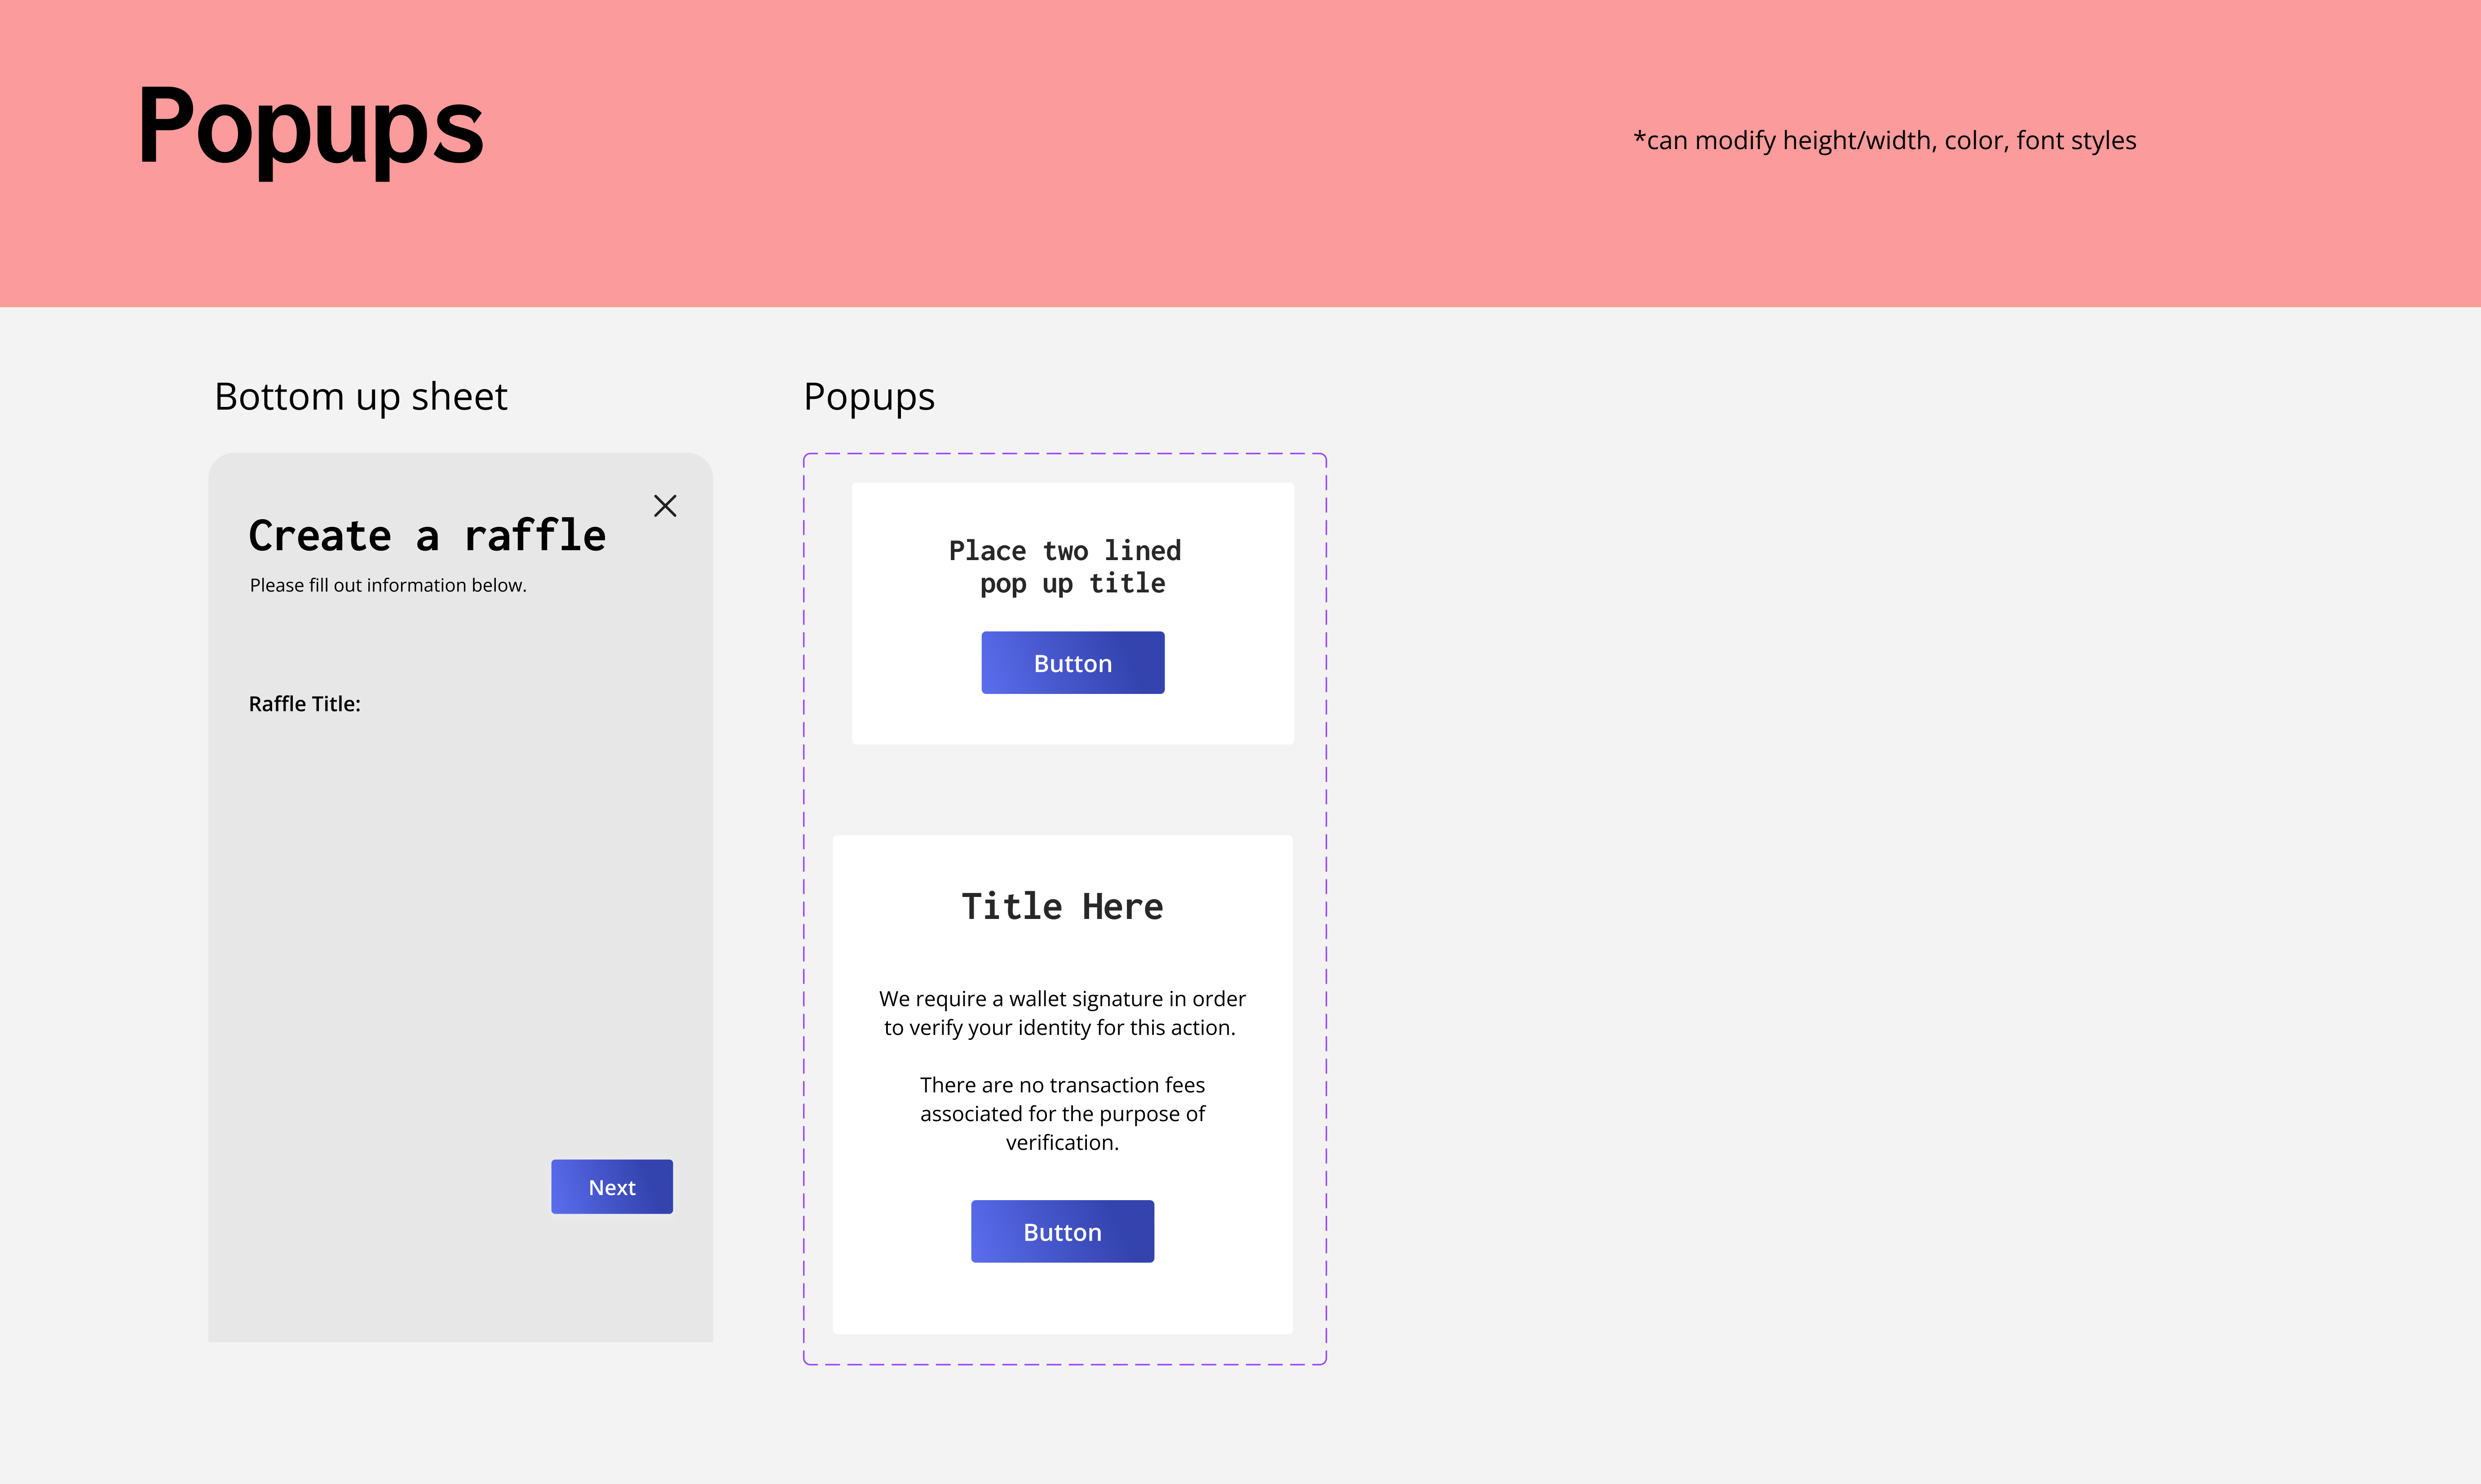 Popups
*can modify height/width, color, font styles
Bottom up sheet
Create a raffle
Please fill out information below.
Raffle Title:
Next
Popups
Place two lined
pop up title
Button
Title Here
We require a wallet signature in order
to verify your identity for this action.
There are no transaction fees
associated for the purpose of
verification.
Button